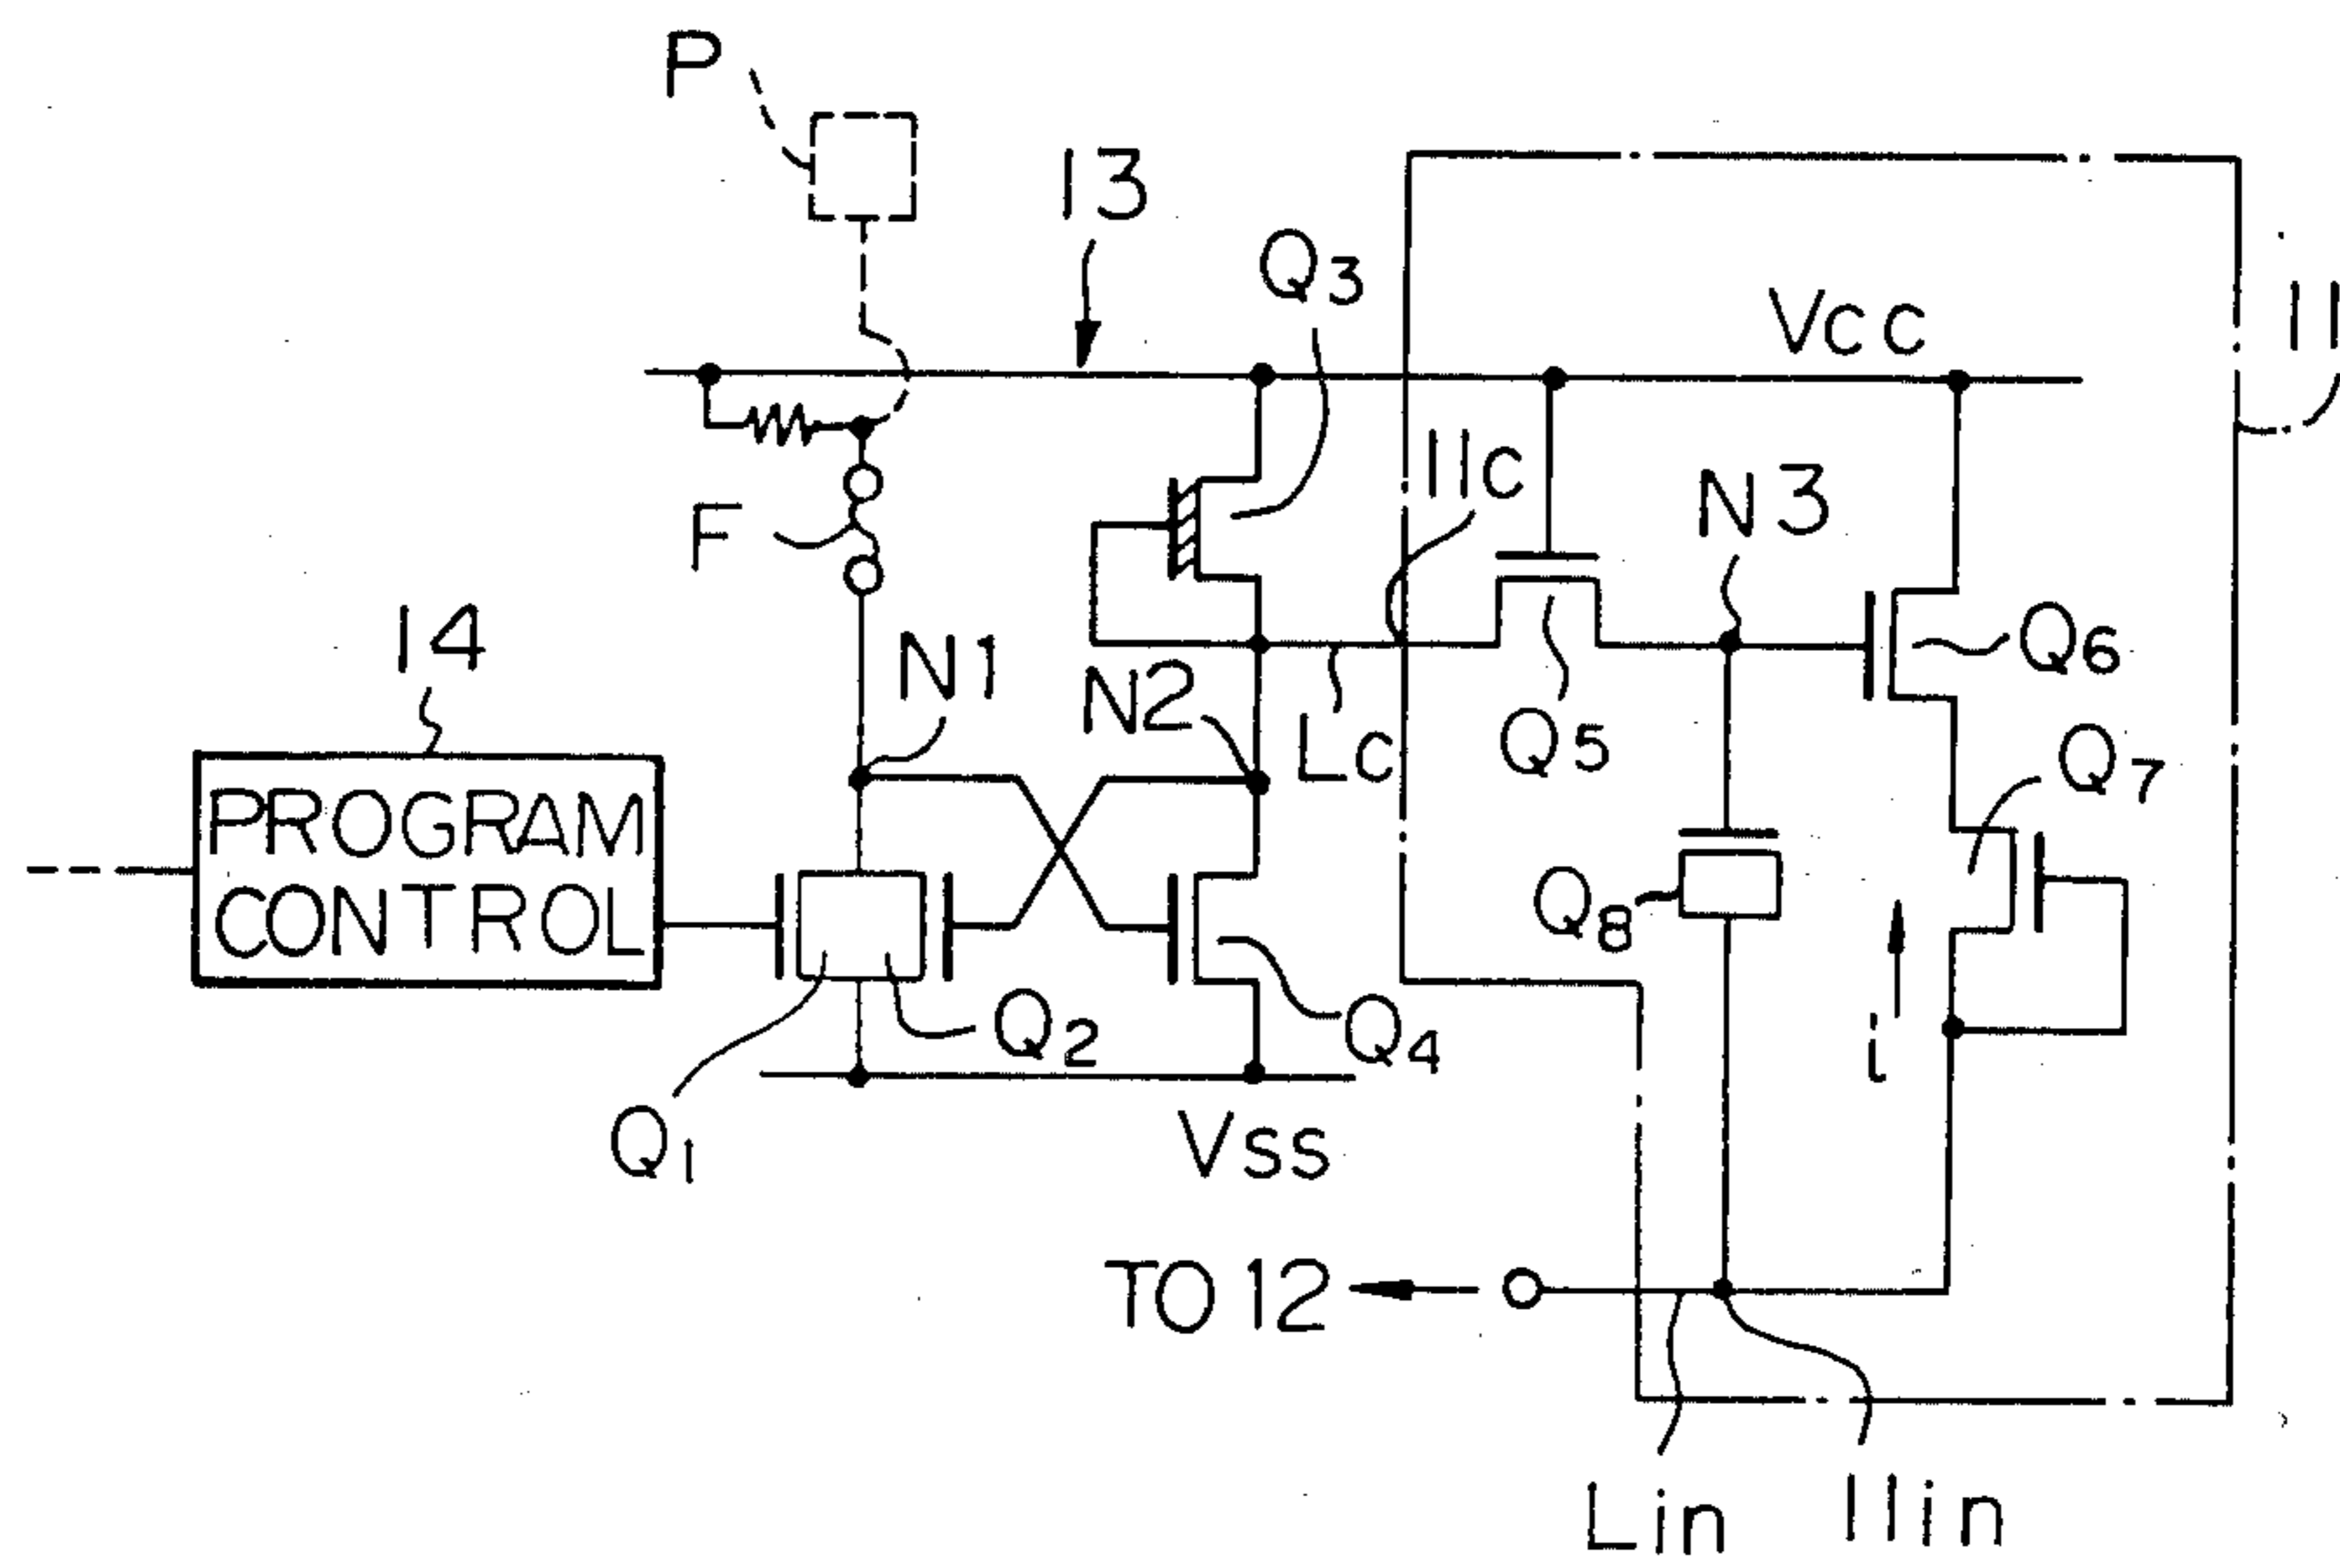 P
13
Q3
Vcc
11
11c
N3
F
Q6
14
N1
N2
Lc
Q5
Q7
PROGRAM
CONTROL
Q8
Q2
Q4
i
Q1
Vss
TO 12
Lin
11in